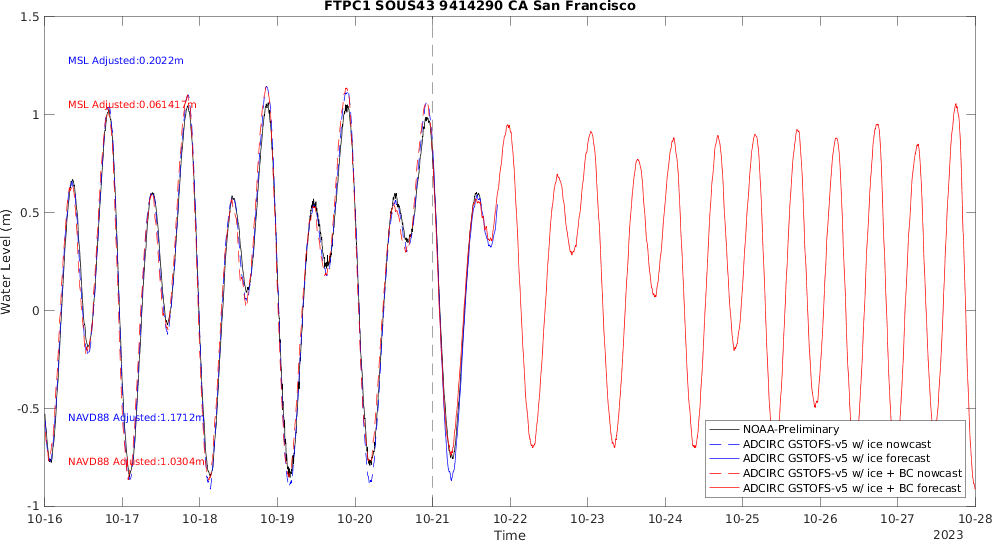 FTPC1 SOUS43 9414290 CA San Francisco
1.5
MSL Adjusted:0.2022m
MSL Adjusted:0.061417m
1
0.5
Water Level (m)
0
-0.5
NAVD88 Adjusted:1.1712m
NAVD88 Adjusted:1.0304m
-1
NOAA-Preliminary
ADCIRC GSTOFS-v5 w/ ice nowcast
ADCIRC GSTOFS-v5 w/ ice forecast
ADCIRC GSTOFS-v5 w/ ice + BC nowcast
ADCIRC GSTOFS-v5 w/ ice + BC forecast
10-16 10-17 10-18 10-19 10-20 10-21 10-22 10-23 10-24 10-25 10-26 10-27 10-28
Time
2023